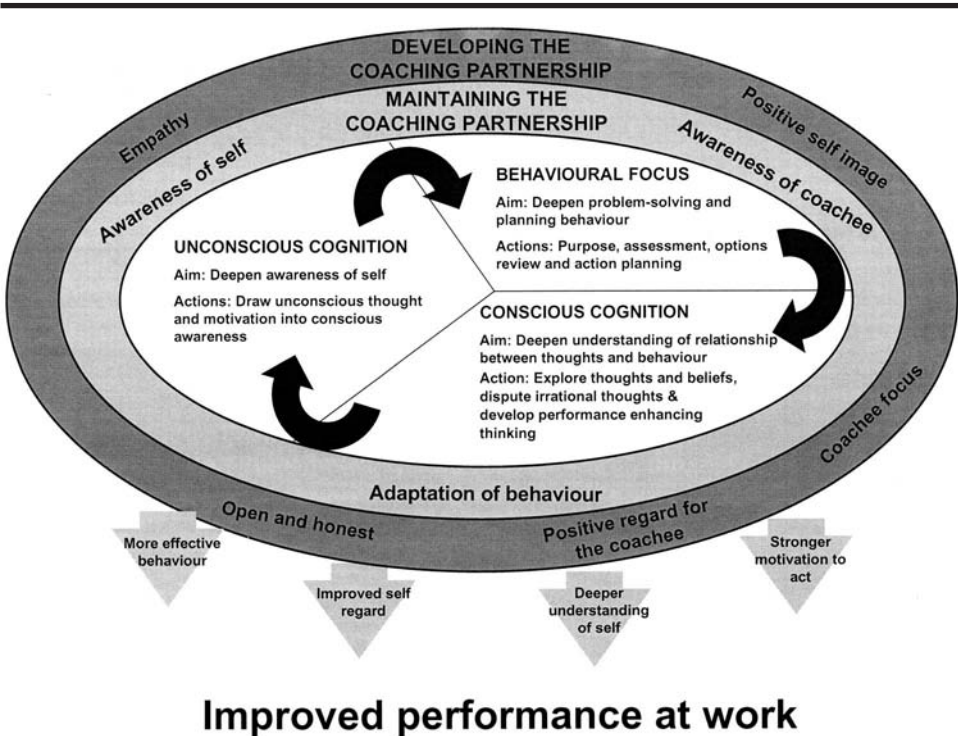 DEVELOPING THE
COACHING PARTNERSHIP
MAINTAINING THE
COACHING PARTNERSHIP
Empathy
Positive self image
Awareness of self
Awareness of coachee
BEHAVIOURAL FOCUS
Aim: Deepen problem-solving and
planning behaviour
Actions: Purpose, assessment, options
review and action planning
UNCONSCIOUS COGNITION
Aim: Deepen awareness of self
Actions: Draw unconscious thought
and motivation into conscious
awareness
CONSCIOUS COGNITION
Aim: Deepen understanding of relationship
between thoughts and behaviour
Action: Explore thoughts and beliefs,
dispute irrational thoughts &
develop performance enhancing
thinking
Coachee focus
Adaptation of behaviour
Open and honest
Positive regard for
the coachee
More effective
behaviour
Improved self
regard
Deeper
understanding
of self
Stronger
motivation to
act
Improved performance at work